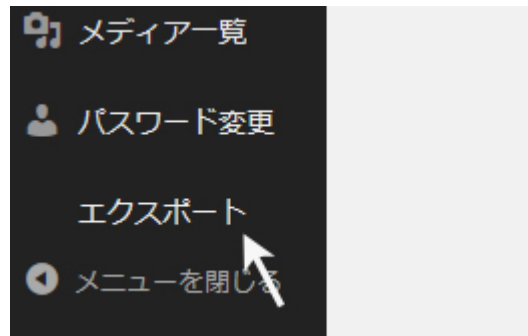 メディア一覧
パスワード変更
エクスポート
メニューを閉じる